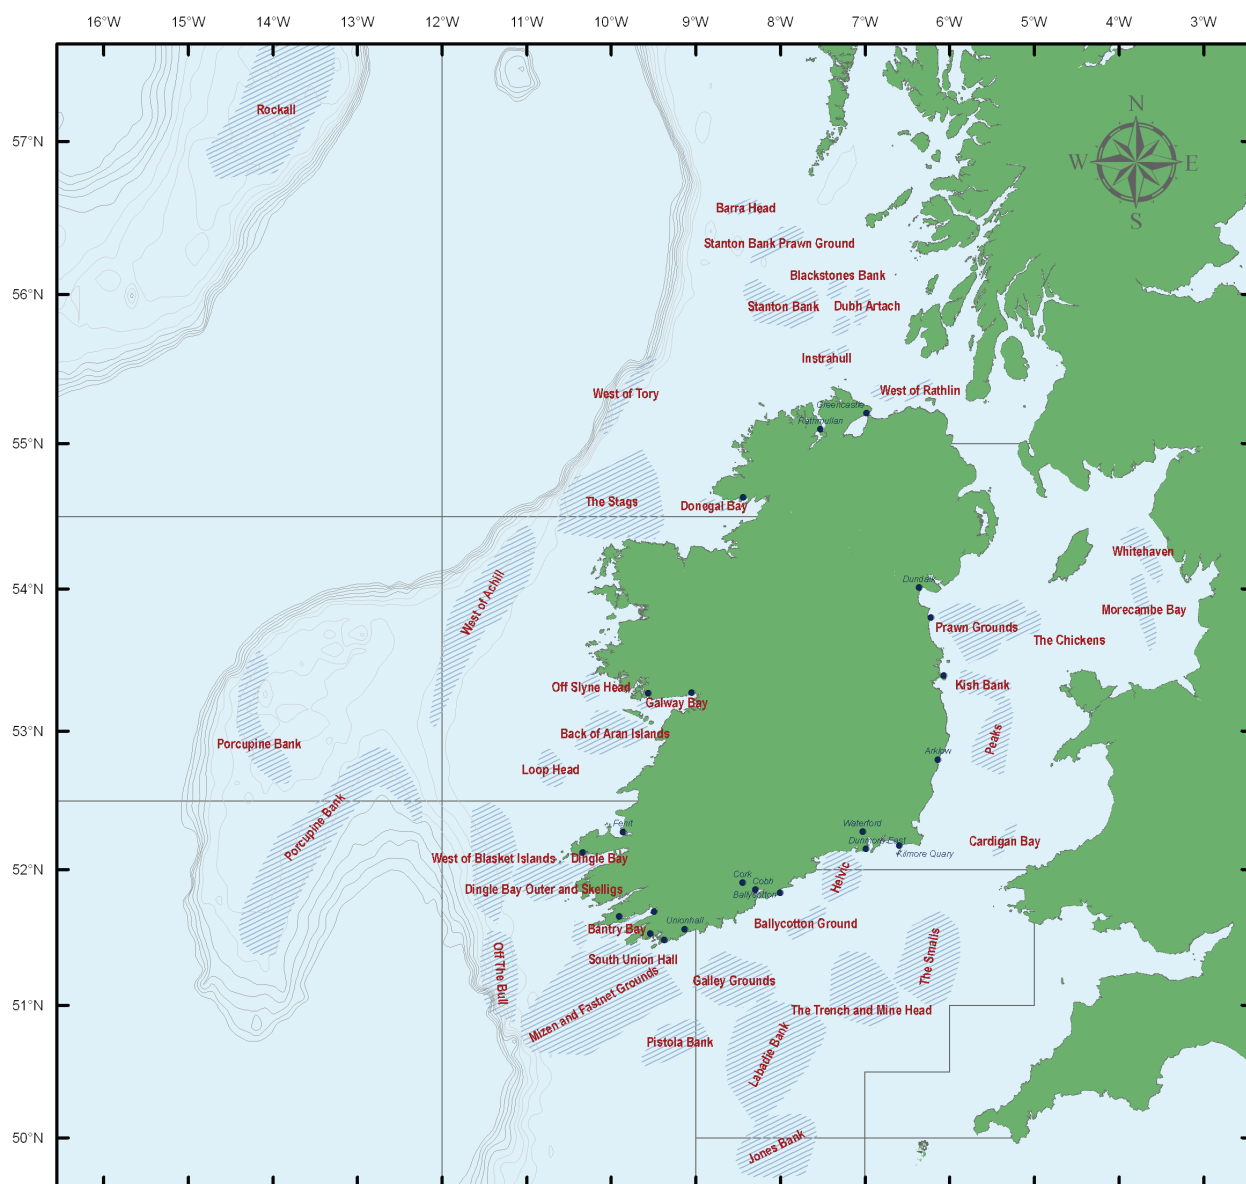 16°W 15°W 14°W 13°W 12°W 11°W 10°W 9°W 8°W 7°W 6°W 5°W 4°W 3°W
Rockall
N
57°N
W E
S
Barra Head
Stanton Bank Prawn Ground
Blackstones Bank
56°N
Stanton Bank
Dubh Artach
Instrahull
West of Tory
West of Rathlin
Greencastle
Rathmullan
55°N
The Stags
Donegal Bay
Whitehaven
54°N
Dundalk
West of Achill
Morecambe Bay
Prawn Grounds
The Chickens
Off Slyne Head
Kish Bank
Galway Bay
53°N
Back of Aran Islands
Peaks
Porcupine Bank
Arklow
Loop Head
Porcupine Bank
Fenit
Waterford
Dunmore East
Cardigan Bay
Kilmore Quary
West of Blasket Islands
Dingle Bay
52°N
Helvic
Cork
Cobh
Dingle Bay Outer and Skelligs
Ballycotton
Unionhall
Ballycotton Ground
Bantry Bay
South Union Hall
The Smalls
Off The Bull
Galley Grounds
Mizen and Fastnet Grounds
51°N
The Trench and Mine Head
Pistola Bank
Labadie Bank
50°N
Jones Bank